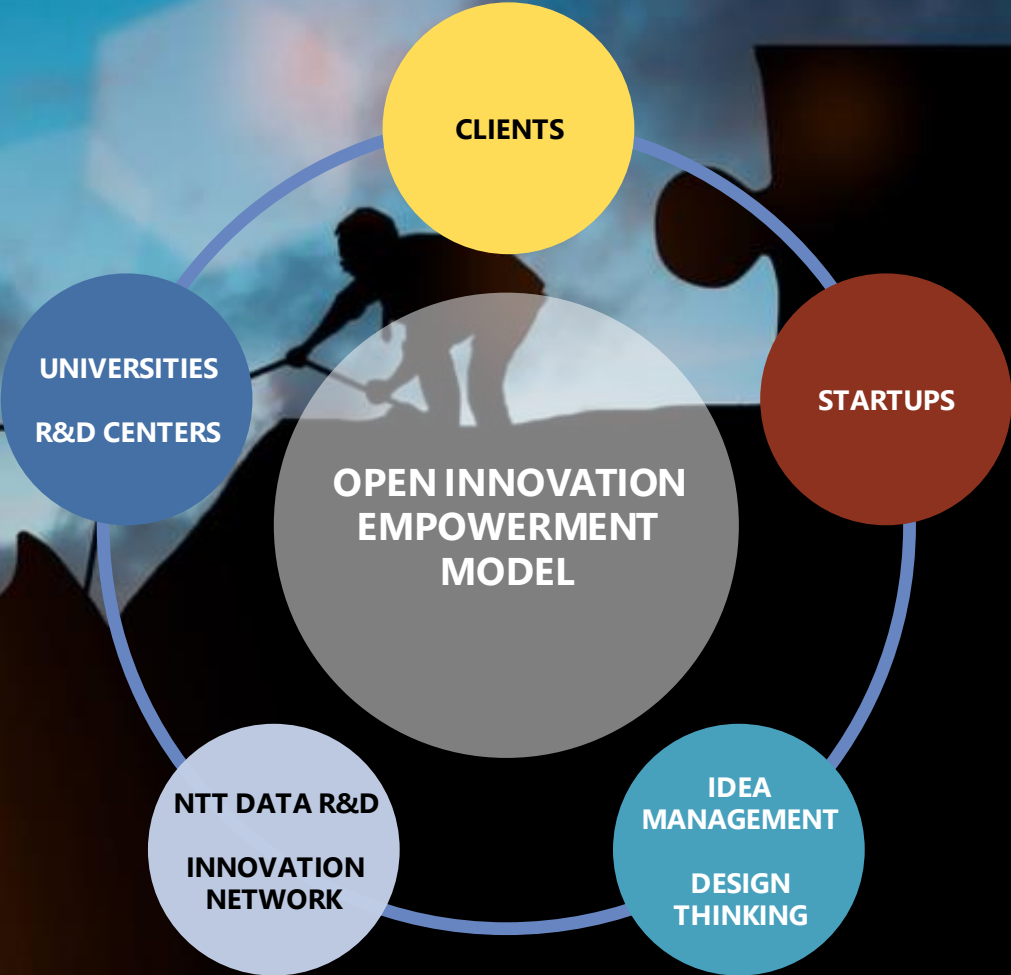 CLIENTS
UNIVERSITIES
R&D CENTERS
STARTUPS
OPEN INNOVATION
EMPOWERMENT
MODEL
NTT DATA R&D
INNOVATION
NETWORK
IDEA
MANAGEMENT
DESIGN
THINKING